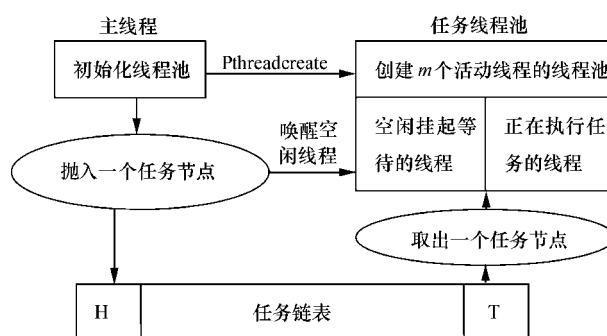 主线程
任务线程池
初始化线程池
Pthreadcreate
创建m个活动线程的线程池
唤醒空
闲线程
空闲挂起等
待的线程
正在执行任
务的线程
抛入一个任务节点
取出一个任务节点
H
任务链表
T